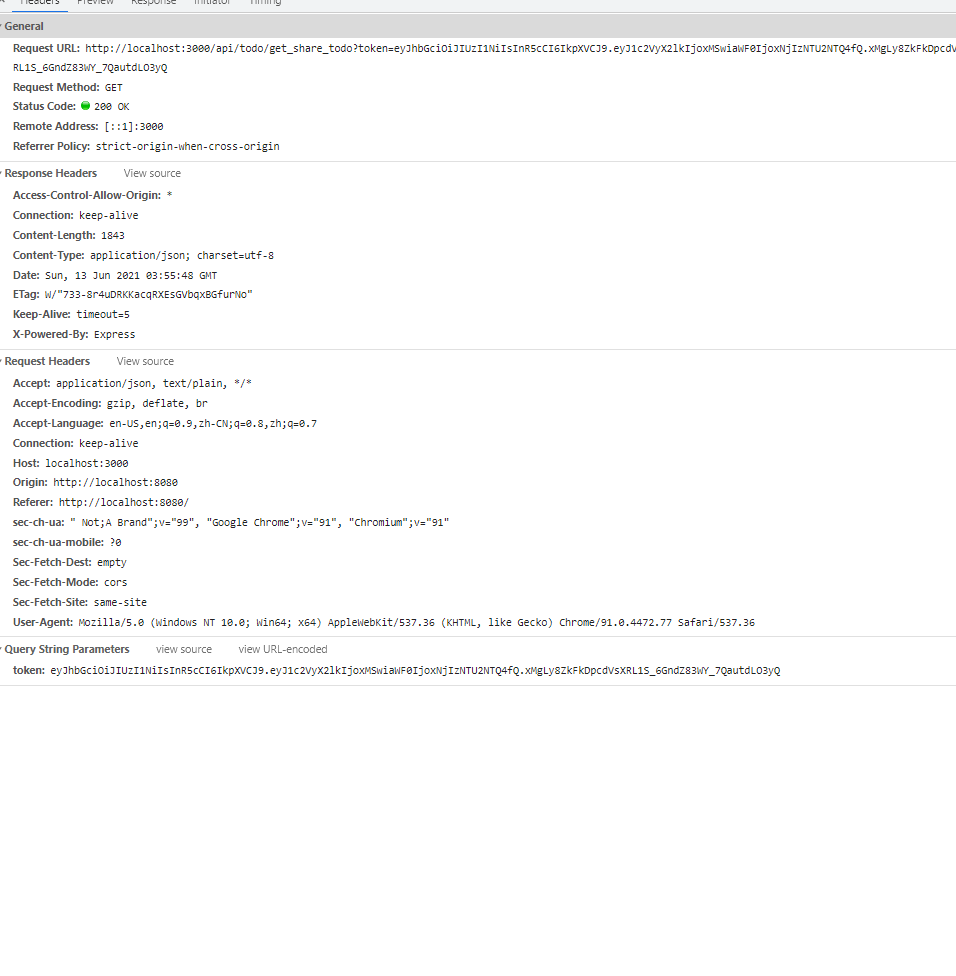 Headers Preview Response Initiator Timing
General
Request URL: http://localhost:3000/api/todo/get_share_todo?token=eyJhbGciOiJIUzI1NiIsInR5cCI6IkpXVCJ9.eyJ1c2VyX2lkIjoxMSwiaWF0IjoxNjIzNTU2NTQ4fQ.xMgLy8ZkFkDpcdV
RL1S_6GndZ83WY_7QautdLO3yQ
Request Method: GET
Status Code: 200 OK
Remote Address: [::1]:3000
Referrer Policy: strict-origin-when-cross-origin
Response Headers View source
Access-Control-Allow-Origin: *
Connection: keep-alive
Content-Length: 1843
Content-Type: application/json; charset=utf-8
Date: Sun, 13 Jun 2021 03:55:48 GMT
ETag: W/"733-8r4uDRKKacqRXEsGVbqxBGfurNo"
Keep-Alive: timeout=5
X-Powered-By: Express
Request Headers View source
Accept: application/json, text/plain, */*
Accept-Encoding: gzip, deflate, br
Accept-Language: en-US,en;q=0.9,zh-CN;q=0.8,zh;q=0.7
Connection: keep-alive
Host: localhost:3000
Origin: http://localhost:8080
Referer: http://localhost:8080/
sec-ch-ua: " Not;A Brand";v="99", "Google Chrome";v="91", "Chromium";v="91"
sec-ch-ua-mobile: ?0
Sec-Fetch-Dest: empty
Sec-Fetch-Mode: cors
Sec-Fetch-Site: same-site
User-Agent: Mozilla/5.0 (Windows NT 10.0; Win64; x64) AppleWebKit/537.36 (KHTML, like Gecko) Chrome/91.0.4472.77 Safari/537.36
Query String Parameters view source view URL-encoded
token: eyJhbGciOiJIUzI1NiIsInR5cCI6IkpXVCJ9.eyJ1c2VyX2lkIjoxMSwiaWF0IjoxNjIzNTU2NTQ4fQ.xMgLy8ZkFkDpcdVsXRL1S_6GndZ83WY_7QautdLO3yQ